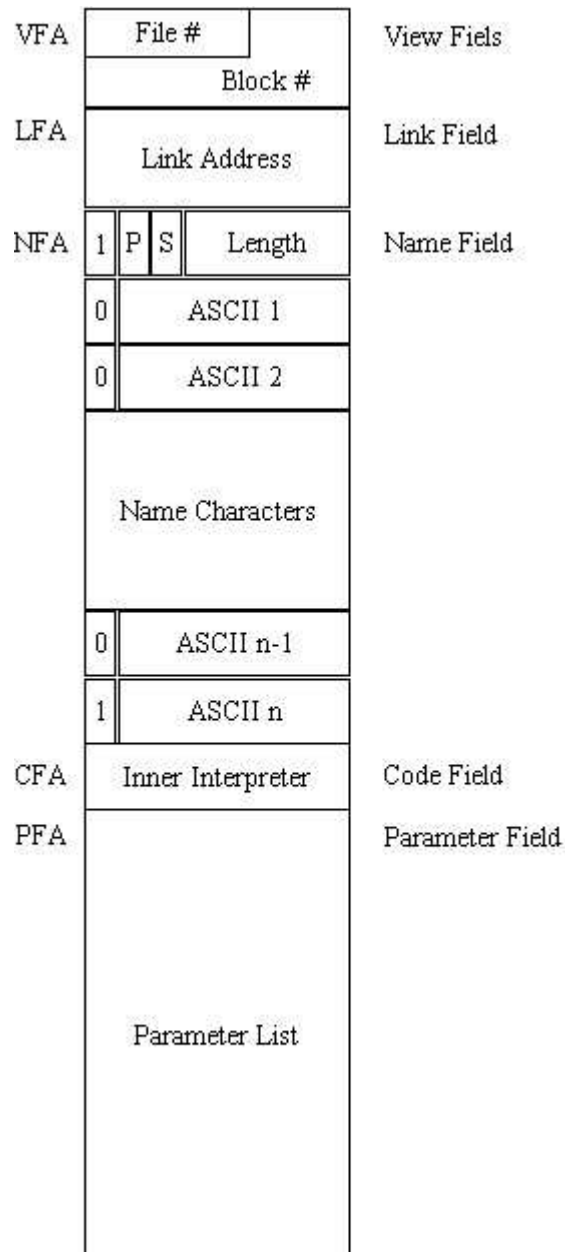 VFA File # View Fiels
Block #
LFA Link Address Link Field
NFA 1 P S Length Name Field
0 ASCII 1
0 ASCII 2
Name Characters
0 ASCII n-1
1 ASCII n
CFA Inner Interpreter Code Field
PFA Parameter Field
Parameter List